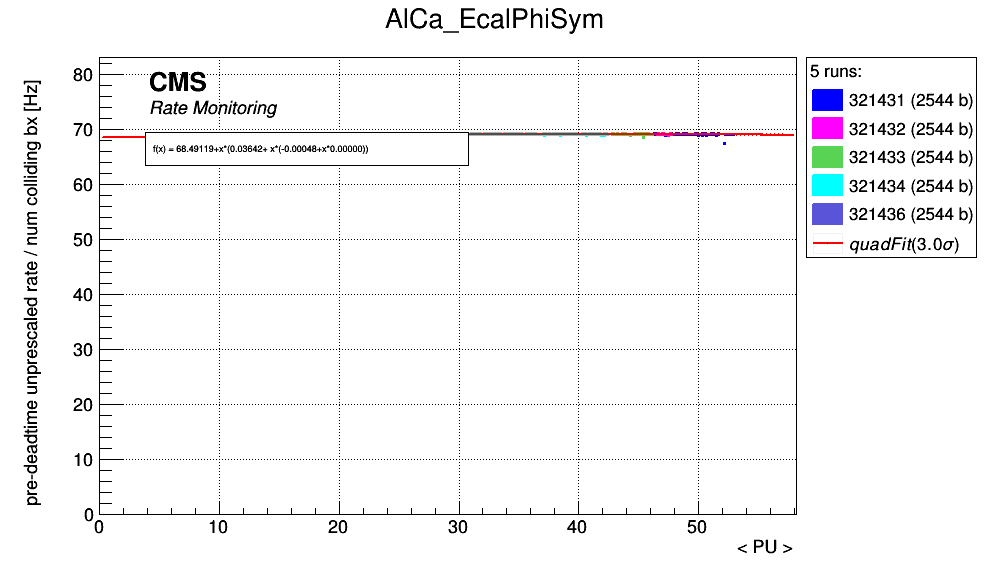 AlCa_EcalPhiSym
pre-deadtime unprescaled rate / num colliding bx [Hz]
CMS
Rate Monitoring
f(x) = 68.49119+x*(0.03642+ x*(-0.00048+x*0.00000))
80
70
60
50
40
30
20
10
0
0 10 20 30 40 50
< PU >
5 runs:
321431 (2544 b)
321432 (2544 b)
321433 (2544 b)
321434 (2544 b)
321436 (2544 b)
quadFit(3.0σ)